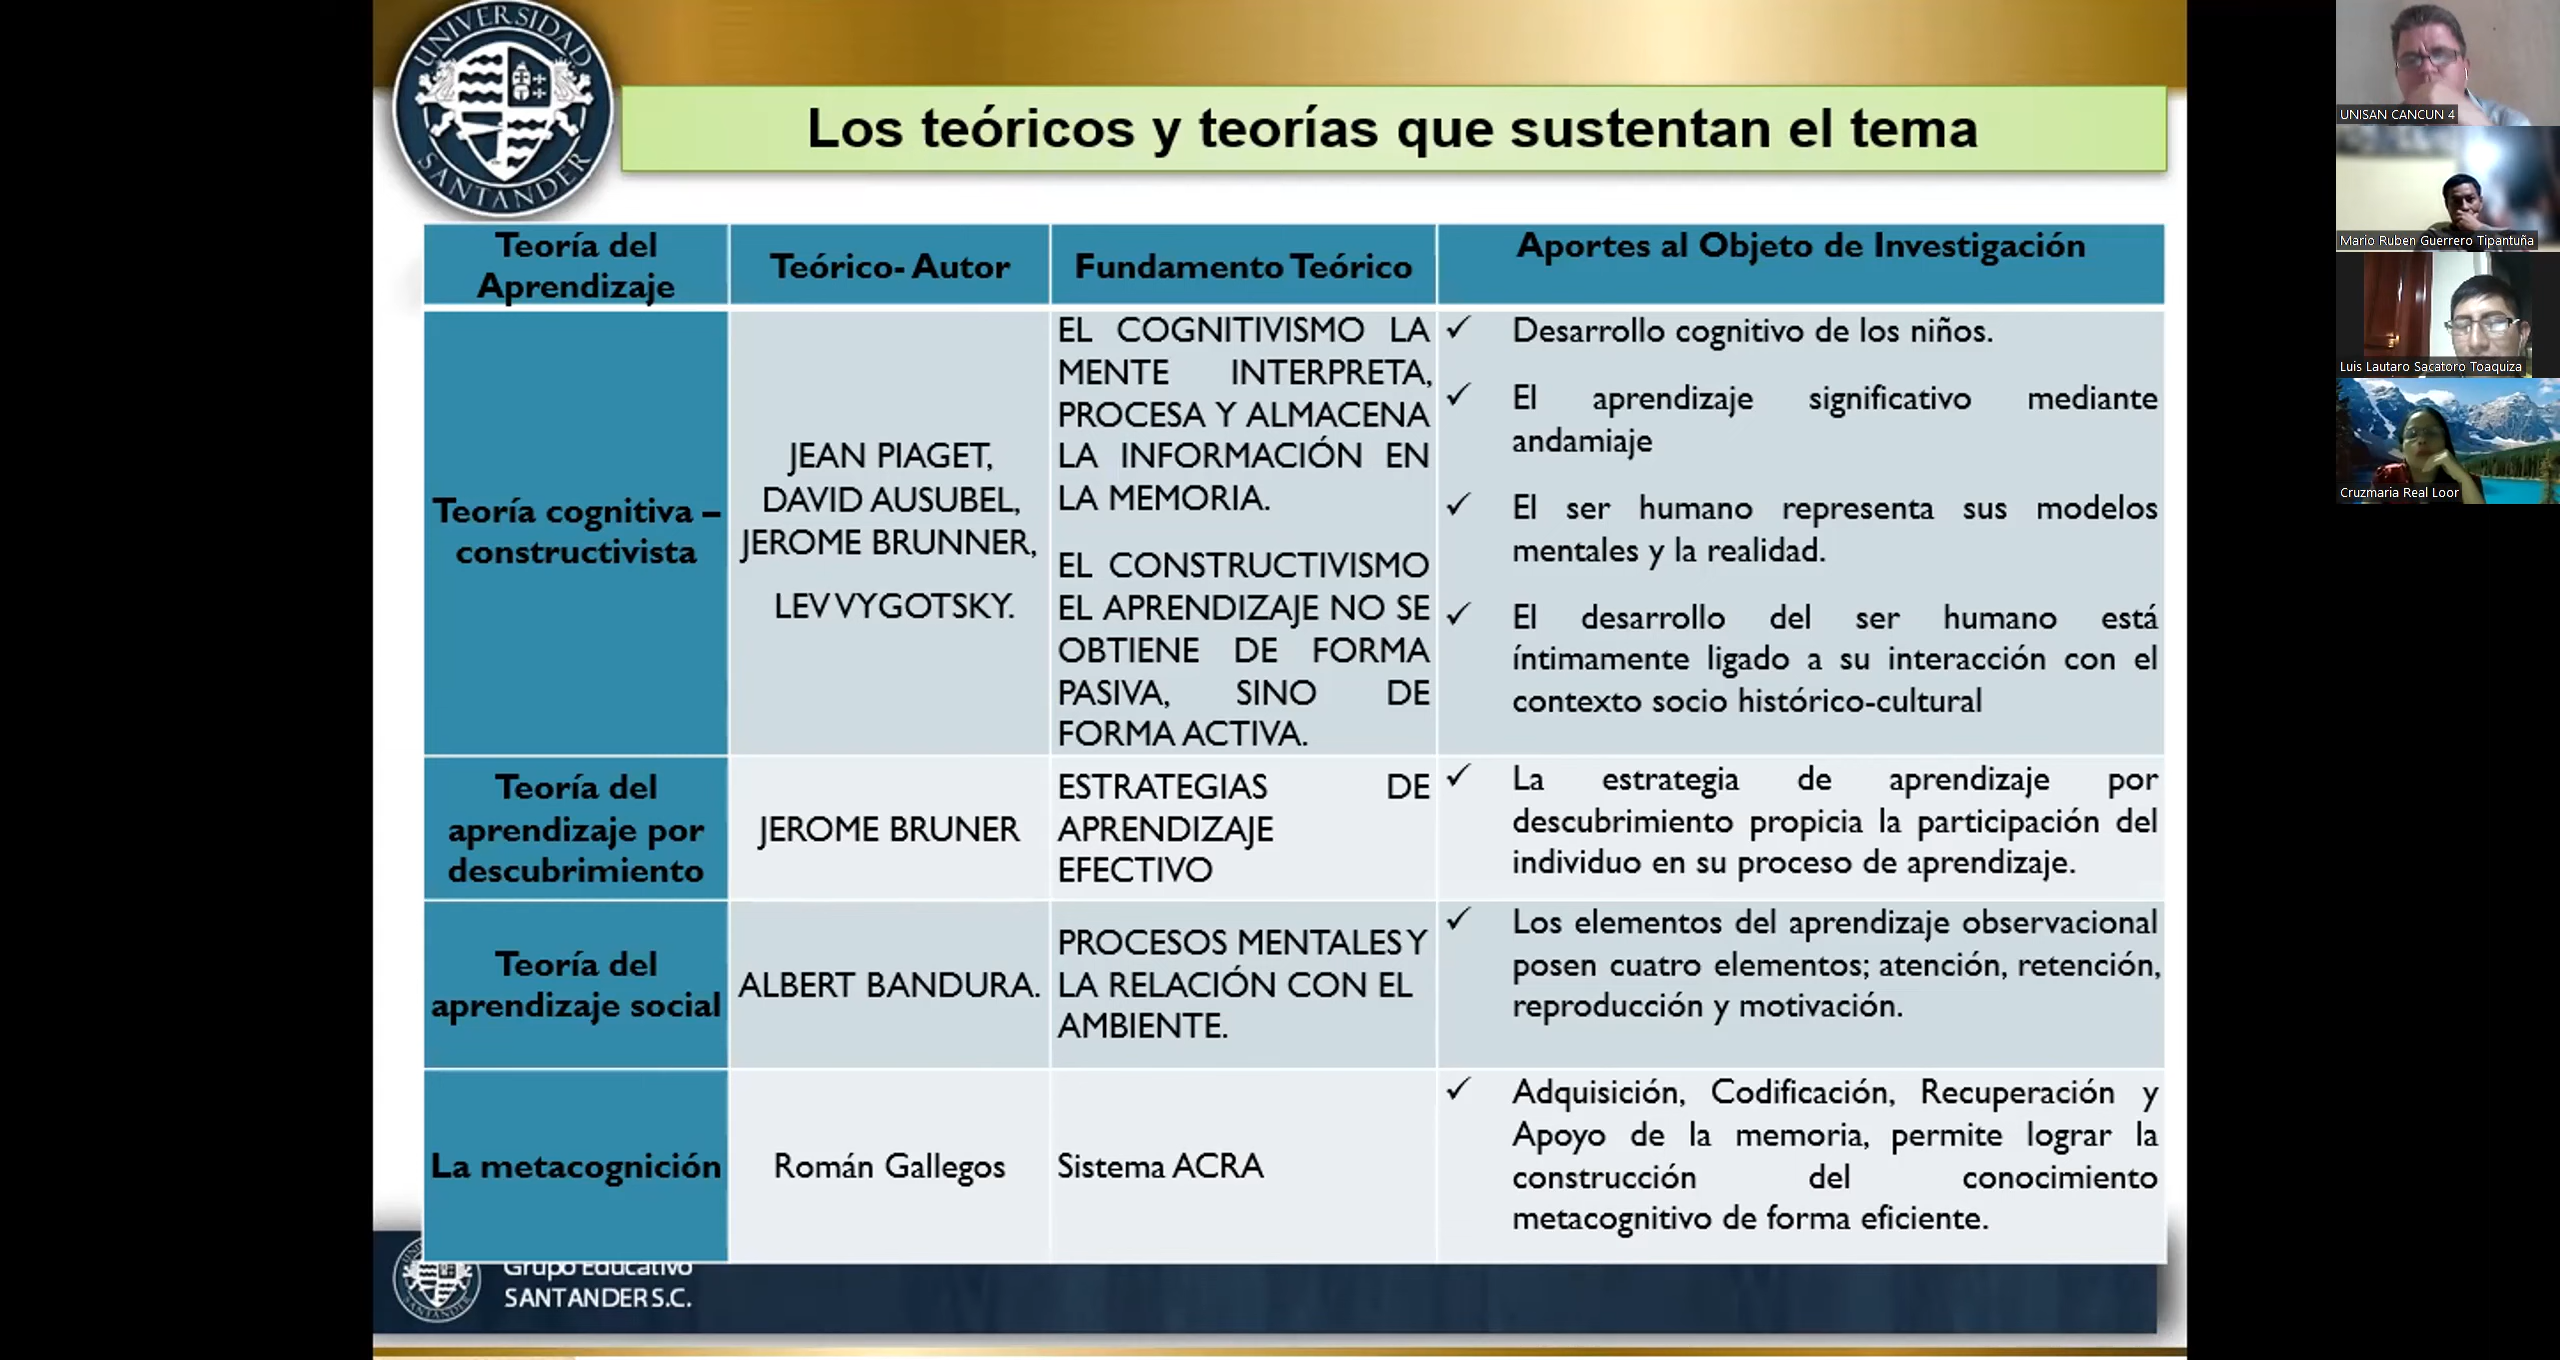 UNIVERSIDAD
SANTANDER
Los teóricos y teorías que sustentan el tema
Teoría del
Aprendizaje
Teórico- Autor
Fundamento Teórico
Aportes al Objeto de Investigación
Teoría cognitiva –
constructivista
JEAN PIAGET,
DAVID AUSUBEL,
JEROME BRUNNER,
LEV VYGOTSKY.
EL COGNITIVISMO LA
MENTE INTERPRETA,
PROCESA Y ALMACENA
LA INFORMACIÓN EN
LA MEMORIA.
EL CONSTRUCTIVISMO
EL APRENDIZAJE NO SE
OBTIENE DE FORMA
PASIVA, SINO DE
FORMA ACTIVA.
✓ Desarrollo cognitivo de los niños.
✓ El aprendizaje significativo mediante
andamiaje
✓ El ser humano representa sus modelos
mentales y la realidad.
✓ El desarrollo del ser humano está
íntimamente ligado a su interacción con el
contexto socio histórico-cultural
Teoría del
aprendizaje por
descubrimiento
JEROME BRUNER
ESTRATEGIAS DE
APRENDIZAJE
EFECTIVO
✓ La estrategia de aprendizaje por
descubrimiento propicia la participación del
individuo en su proceso de aprendizaje.
Teoría del
aprendizaje social
ALBERT BANDURA.
PROCESOS MENTALES Y
LA RELACIÓN CON EL
AMBIENTE.
✓ Los elementos del aprendizaje observacional
posen cuatro elementos; atención, retención,
reproducción y motivación.
La metacognición
Román Gallegos
Sistema ACRA
✓ Adquisición, Codificación, Recuperación y
Apoyo de la memoria, permite lograr la
construcción del conocimiento
metacognitivo de forma eficiente.
Grupo Educativo
SANTANDER S.C.
UNISAN CANCUN 4
Mario Ruben Guerrero Tipantuña
Luis Lautaro Sacatoro Toaquiza
Cruzmaria Real Loor